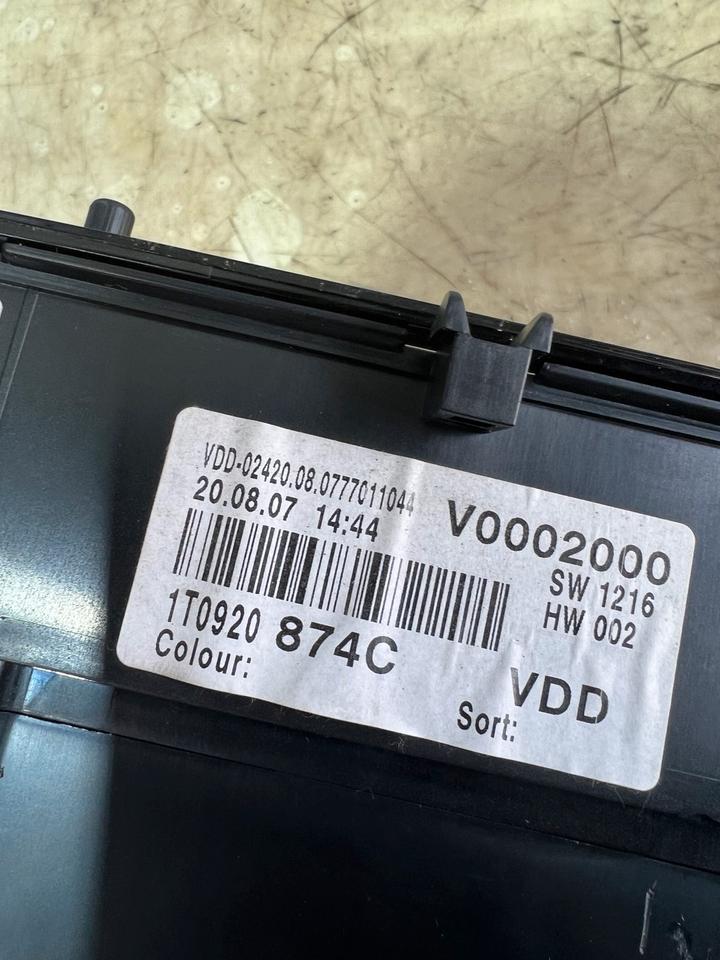 VDD-02420.08.0777011044
20.08.07 14:44
V0002000
SW 1216
HW 002
1T0920 874C
Colour:
VDD
Sort:
1216